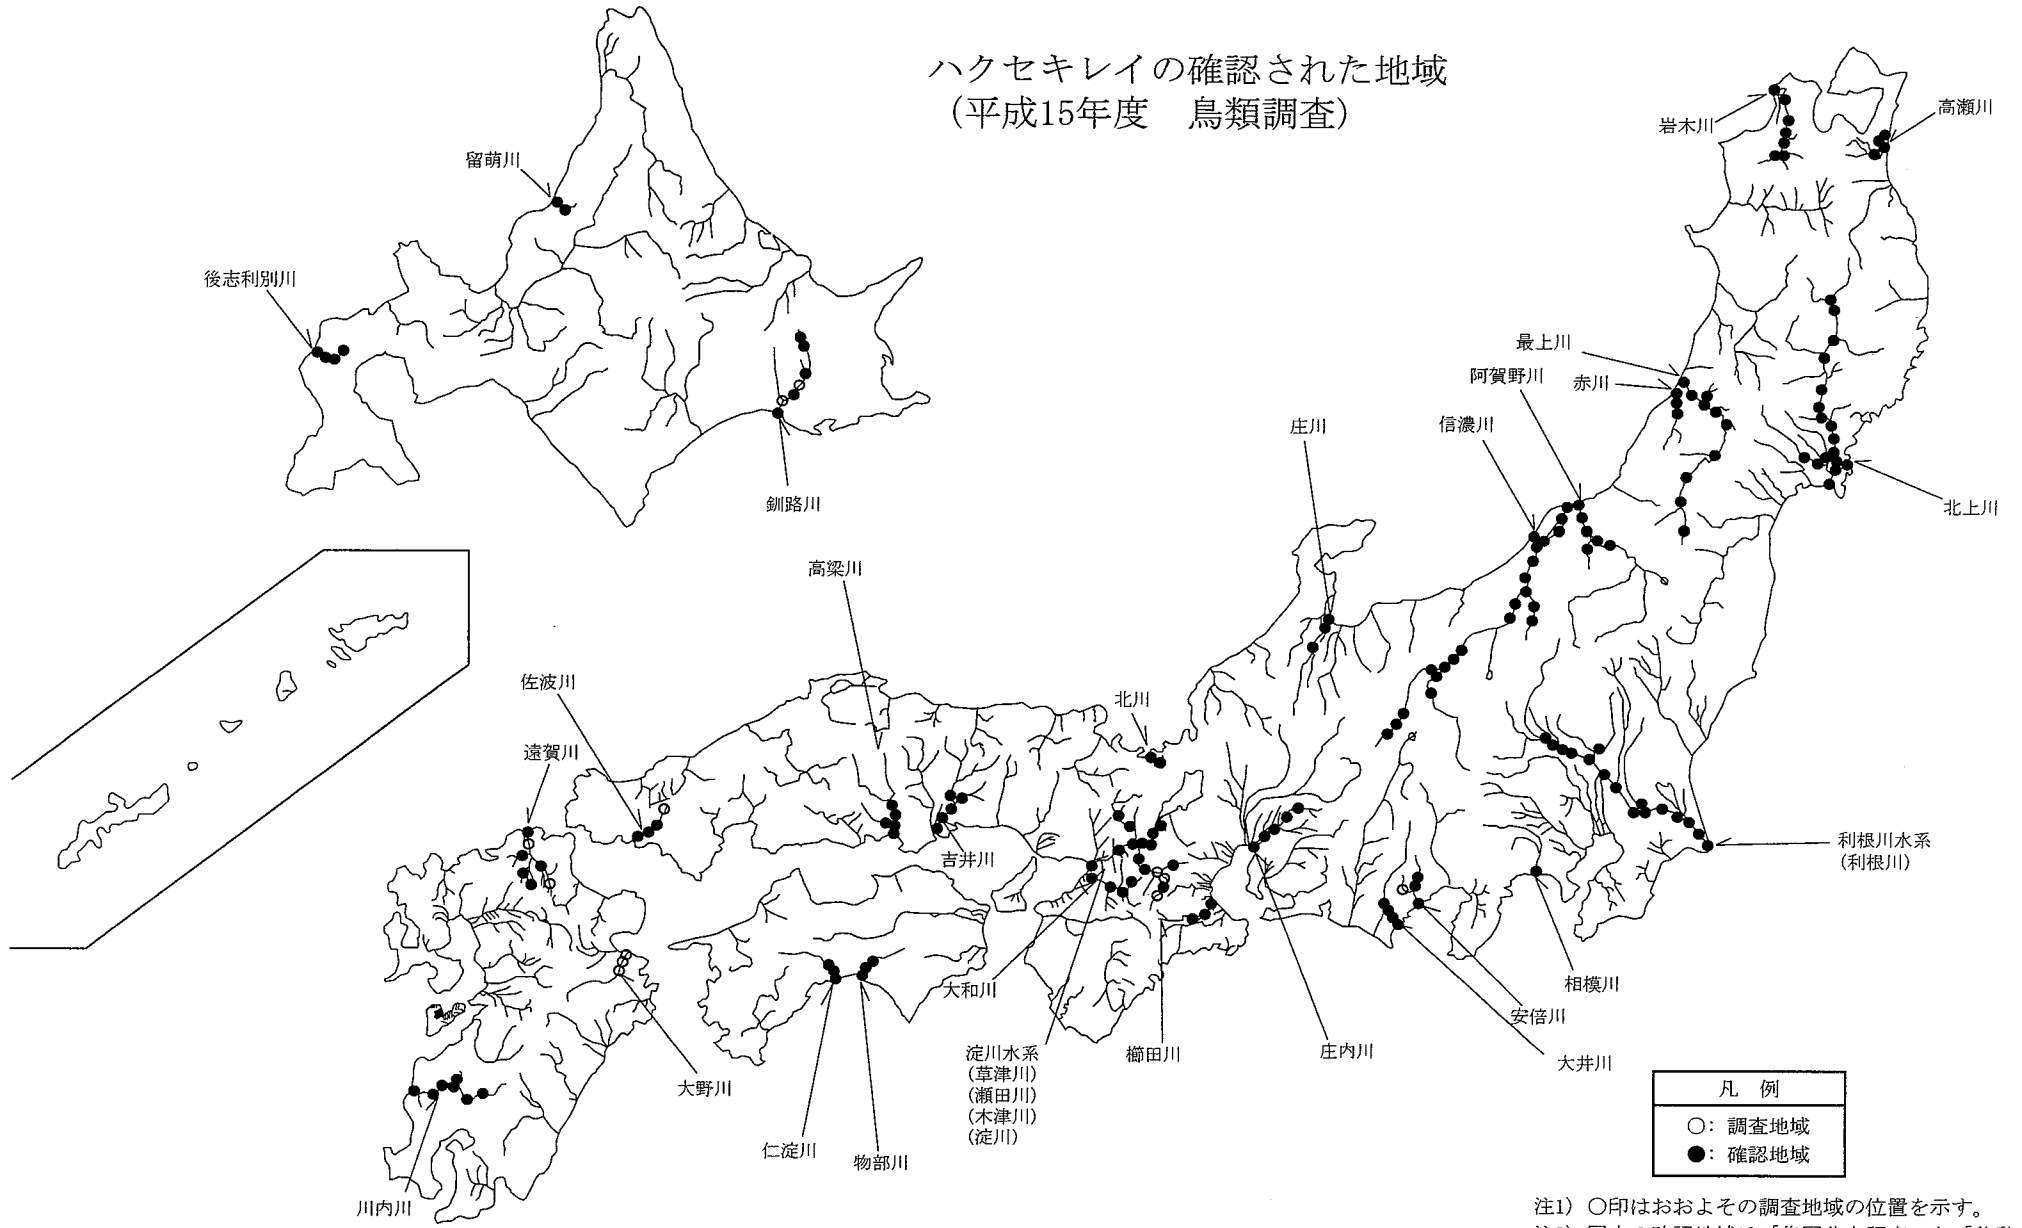 ハクセキレイの確認された地域
(平成15年度　鳥類調査)
岩木川
高瀬川
留萌川
後志利別川
最上川
阿賀野川
赤川
信濃川
庄川
釧路川
北上川
高梁川
佐波川
北川
遠賀川
吉井川
利根川水系
(利根川)
大和川
相模川
安倍川
淀川水系
(草津川)
(瀬田川)
(木津川)
(淀川)
櫛田川
庄内川
大井川
大野川
仁淀川
物部川
川内川
凡　例
○：調査地域
●：確認地域
注1) ○印はおおよその調査地域の位置を示す。